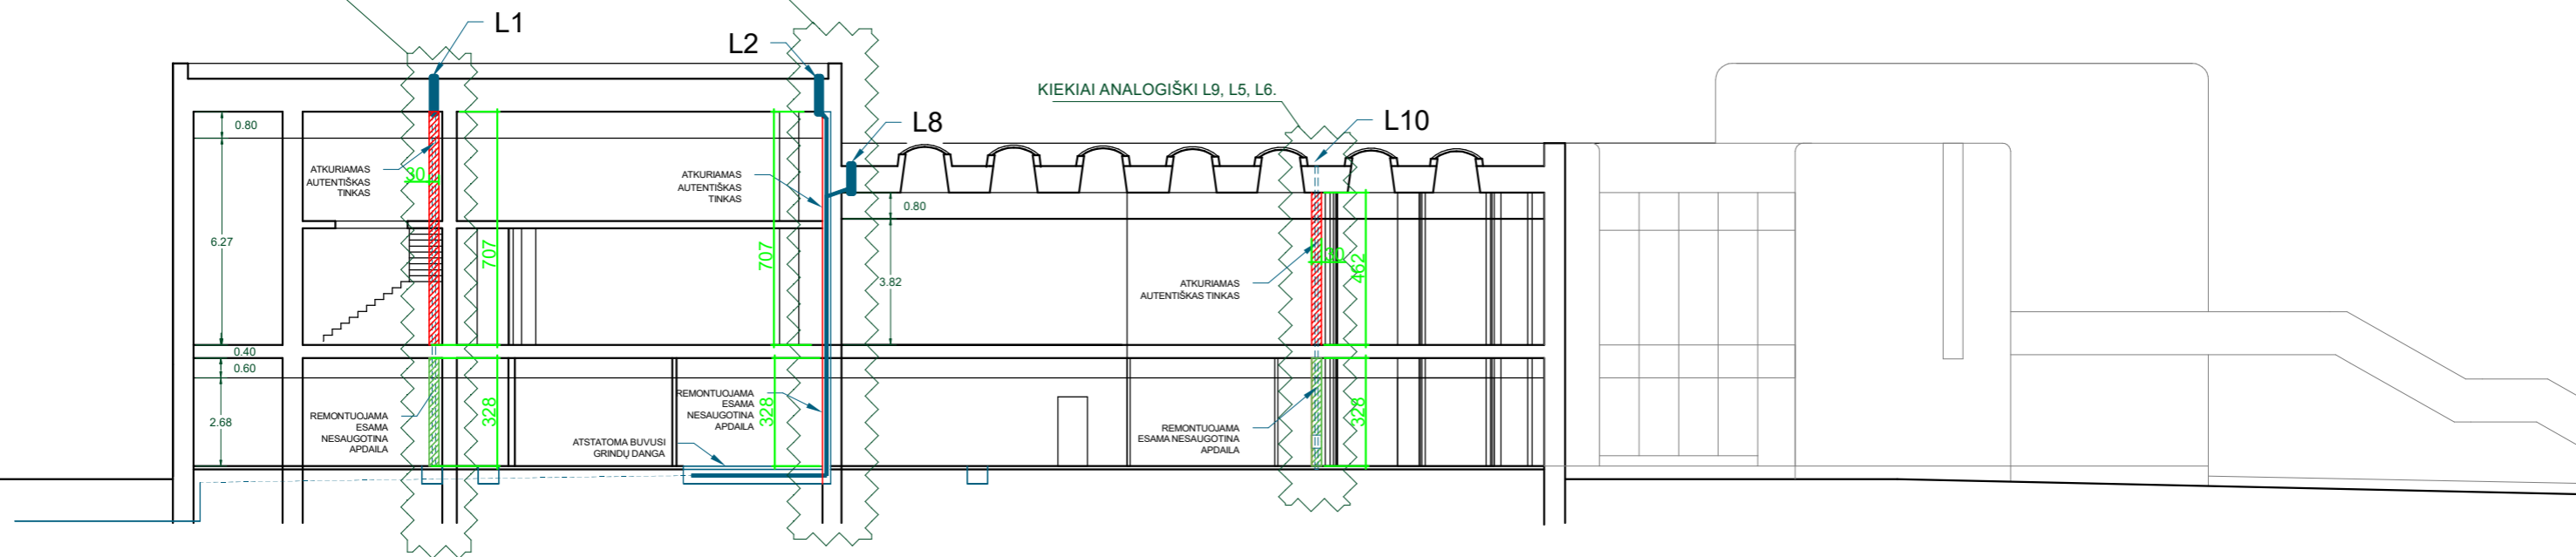 L1
L2
KIEKIAI ANALOGIŠKI L9, L5, L6.
L8
L10
0.80
ATKURIAMAS
AUTENTIŠKAS
TINKAS
30
ATKURIAMAS
AUTENTIŠKAS
TINKAS
0.80
6.27
707
707
3.82
ATKURIAMAS
AUTENTIŠKAS TINKAS
462
0.40
0.60
2.68
REMONTUOJAMA
ESAMA
NESAUGOTINA
APDAILA
328
ATSTATOMA BUVUSI
GRINDŲ DANGA
REMONTUOJAMA
ESAMA
NESAUGOTINA
APDAILA
328
REMONTUOJAMA
ESAMA NESAUGOTINA
APDAILA
328